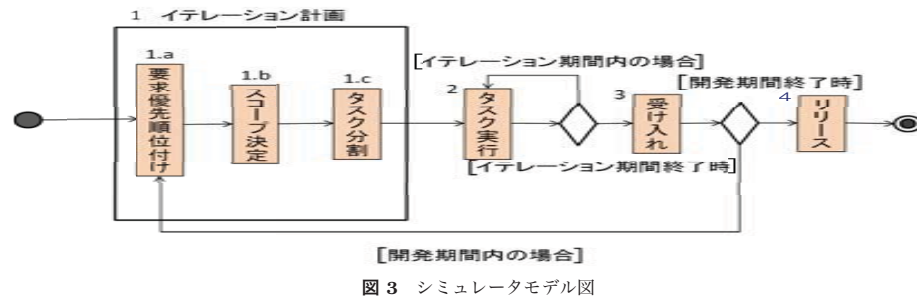 1 イテレーション計画
1.a
要求優先順位付け
1.b
スコープ決定
1.c
タスク分割
[イテレーション期間内の場合]
2
タスク実行
[イテレーション期間終了時]
3
受け入れ
[開発期間終了時]
4
リリース
[開発期間内の場合]
図 3 シミュレータモデル図